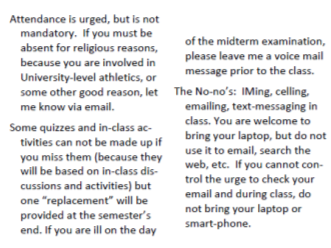 Attendance is urged, but is not
mandatory. If you must be
absent for religious reasons,
because you are involved in
University-level athletics, or
some other good reason, let
me know via email.
Some quizzes and in-class ac-
tivities can not be made up if
you miss them (because they
will be based on in-class dis-
cussions and activities) but
one “replacement” will be
provided at the semester’s
end. If you are ill on the day
of the midterm examination,
please leave me a voice mail
message prior to the class.
The No-no’s: IMing, celling,
emailing, text-messaging in
class. You are welcome to
bring your laptop, but do not
use it to email, search the
web, etc. If you cannot con-
trol the urge to check your
email and during class, do
not bring your laptop or
smart-phone.